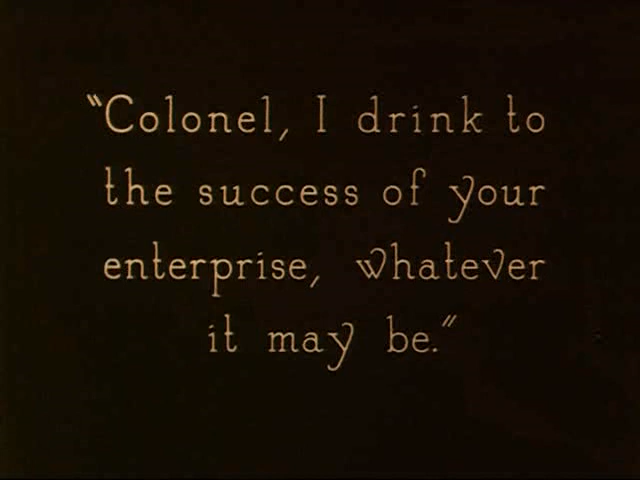 “Colonel, I drink to
the success of your
enterprise, whatever
it may be.”